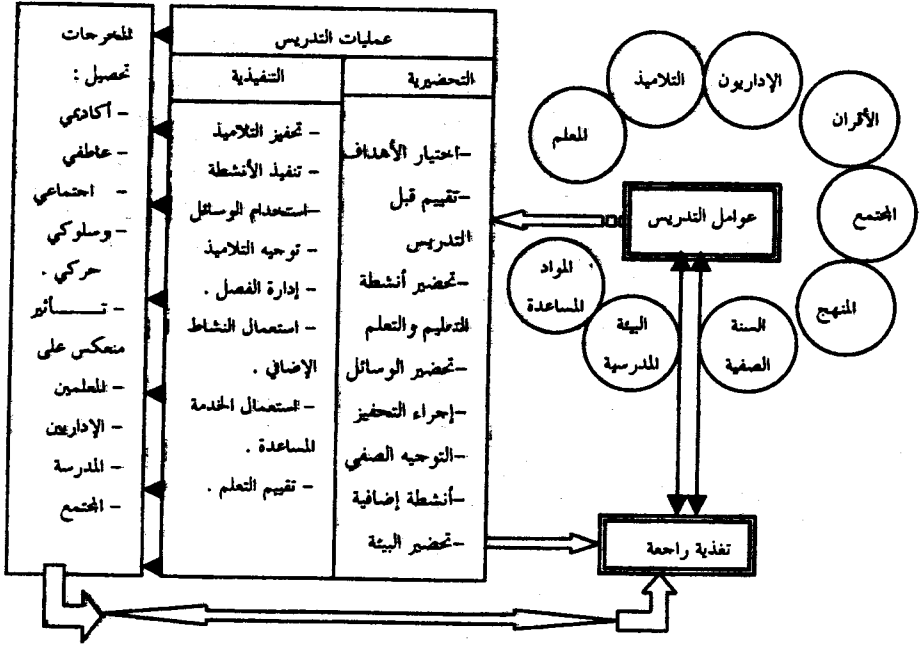 الإداريون
التلاميذ
المعلم
الأقران
المجتمع
المنهج
السنة
الصفية
البيئة
المدرسية
المواد
المساعدة
عوامل التدريس
تغذية راجعة
عمليات التدريس
التحضيرية
-اختيار الأهداف
-تقييم قبل
التدريس
-تحضير أنشطة
التعليم والتعلم
-تحضير الوسائل
-إجراء التحفيز
-التوجيه الصفي
-أنشطة إضافية
-تحضير البيئة
التنفيذية
- تحفيز التلاميذ
- تنفيذ الأنشطة
-استخدام الوسائل
- توجيه التلاميذ
- إدارة الفصل .
- استعمال النشاط
الإضافي .
- استعمال الخدمة
المساعدة .
- تقييم التعلم .
المخرجات
تحصيل :
- أكاديمي
- عاطفي
- اجتماعي
- وسلوكي
حركي .
- تـــــأثير
منعكس على
- المعلمين
- الإداريين
- المدرسة
- المجتمع